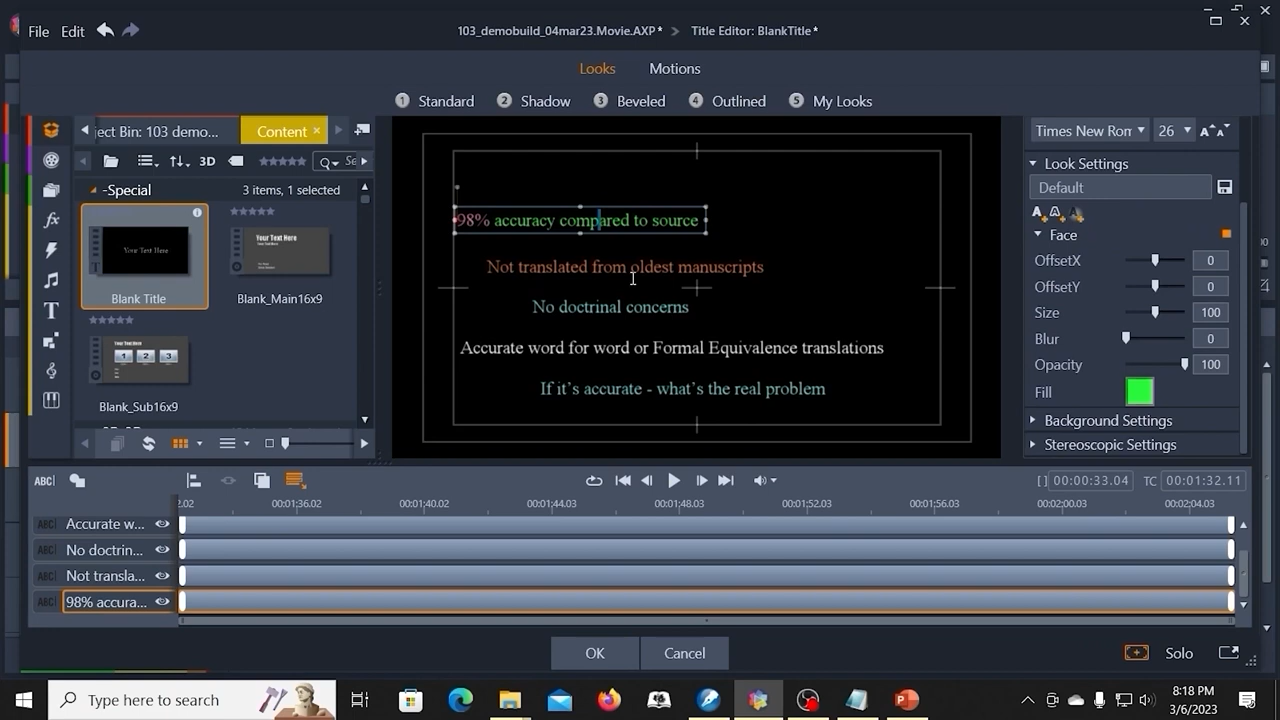 File Edit
103_demobuild_04mar23.Movie.AXP* > Title Editor: BlankTitle*
Looks Motions
1 Standard 2 Shadow 3 Beveled 4 Outlined 5 My Looks
ject Bin: 103 demo... Content ×
3D Se
-Special 3 items, 1 selected
Your Text Here
Blank Title
Your Text Here
Blank_Main16x9
1 2 3
Blank_Sub16x9
98% accuracy compared to source
Not translated from oldest manuscripts
No doctrinal concerns
Accurate word for word or Formal Equivalence translations
If it's accurate - what's the real problem
Times New Ron 26
Look Settings
Default
Face
OffsetX 0
OffsetY 0
Size 100
Blur 0
Opacity 100
Fill
Background Settings
Stereoscopic Settings
ABC
[] 00:00:33.04 TC 00:01:32.11
2.02 00:01:36.02 00:01:40.02 00:01:44.03 00:01:48.03 00:01:52.03 00:01:56.03 00:02:00.03 00:02:04.03
ABC Accurate w...
ABC No doctrin...
ABC Not transla...
ABC 98% accura...
OK Cancel
Solo
Type here to search
8:18 PM
3/6/2023